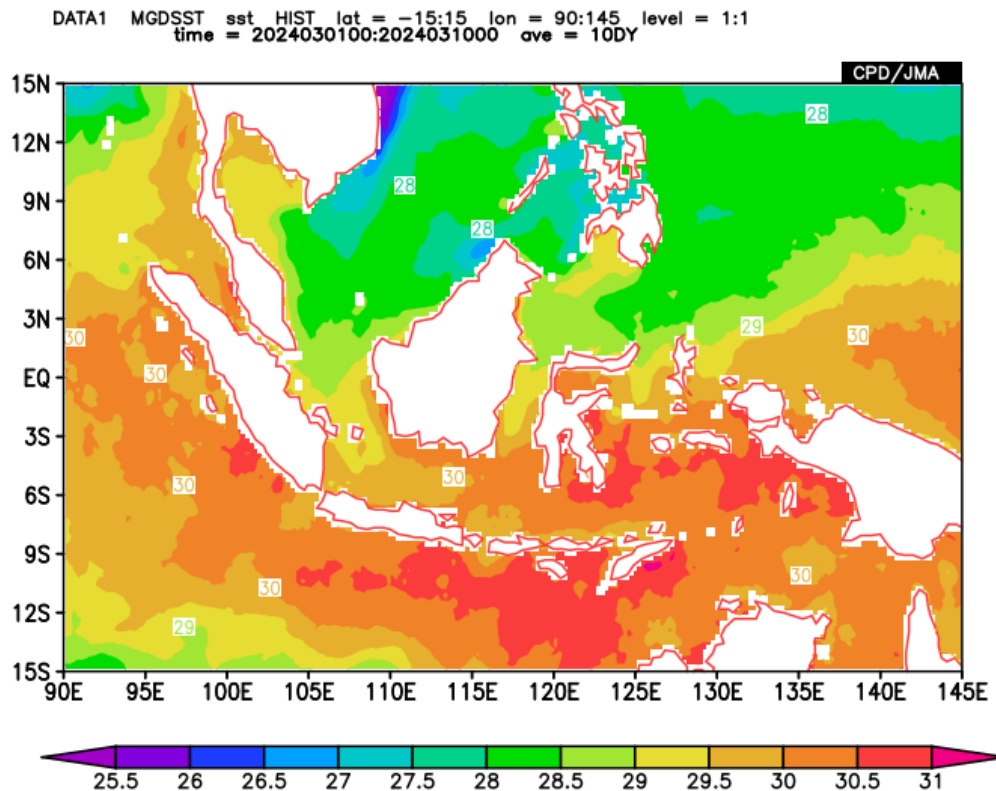 DATA1 MGDSST sst HIST lat = -15:15 lon = 90:145 level = 1:1
time = 2024030100:2024031000 ave = 10DY
CPD/JMA
15N
28
12N
28
9N
28
6N
3N
29
30
30
EQ
30
3S
6S
30
30
9S
30
30
12S
29
15S
90E 95E 100E 105E 110E 115E 120E 125E 130E 135E 140E 145E
25.5 26 26.5 27 27.5 28 28.5 29 29.5 30 30.5 31